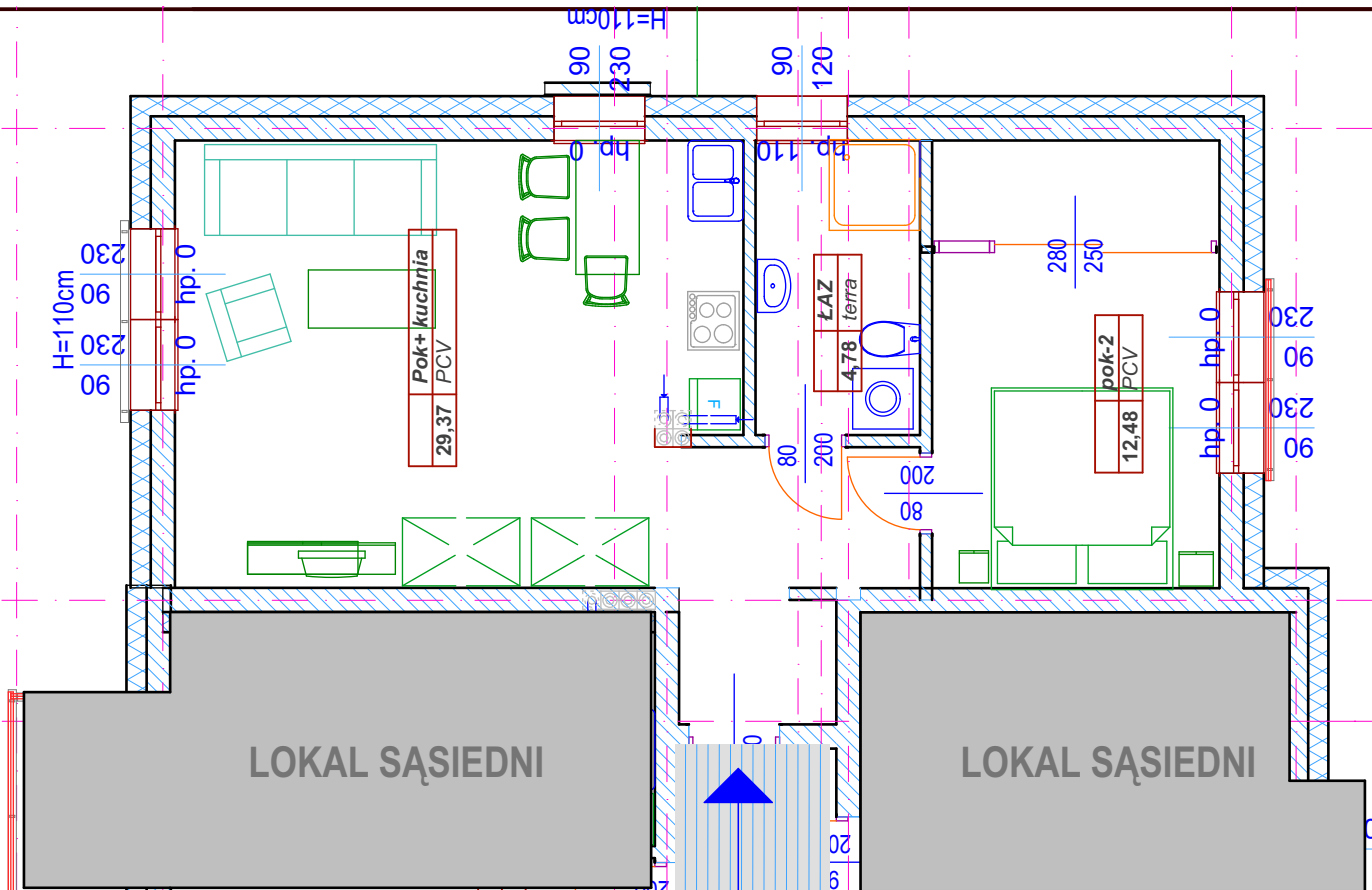 H=110cm
90
230
90
120
hp 0
hp 110
230
90
hp. 0
H=110cm
230
90
hp. 0
Pok+ kuchnia
PCV
29,37
ŁAZ
terra
4,78
280
250
pok-2
PCV
12,48
hp. 0
230
90
hp. 0
230
90
F
80
200
200
80
LOKAL SĄSIEDNI
LOKAL SĄSIEDNI